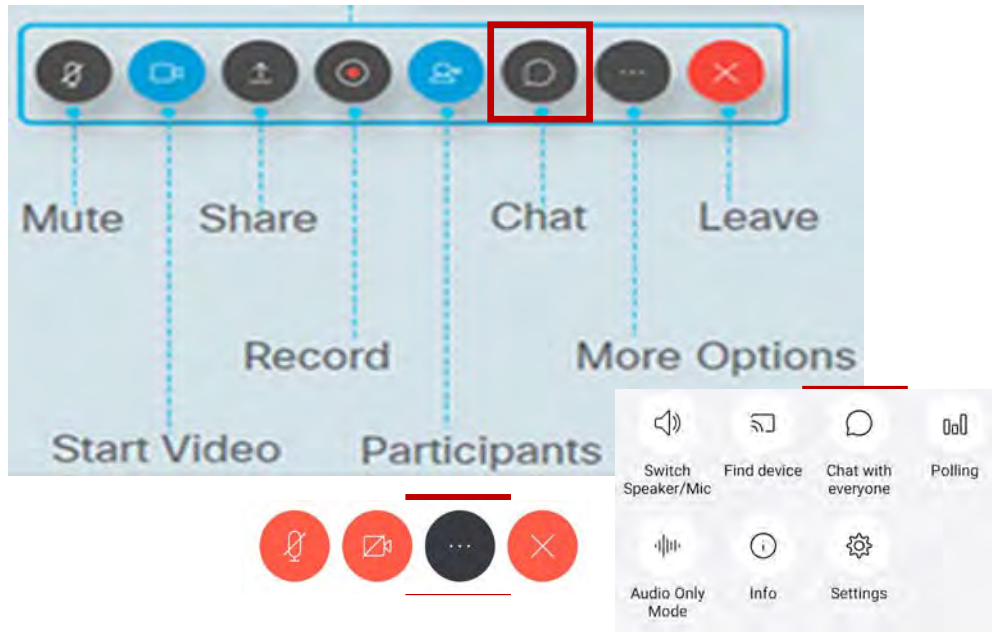 Mute
Share
Chat
Leave
Record
More Options
Start Video
Participants
Switch
Speaker/Mic
Find device
Chat with
everyone
Polling
Audio Only
Mode
Info
Settings